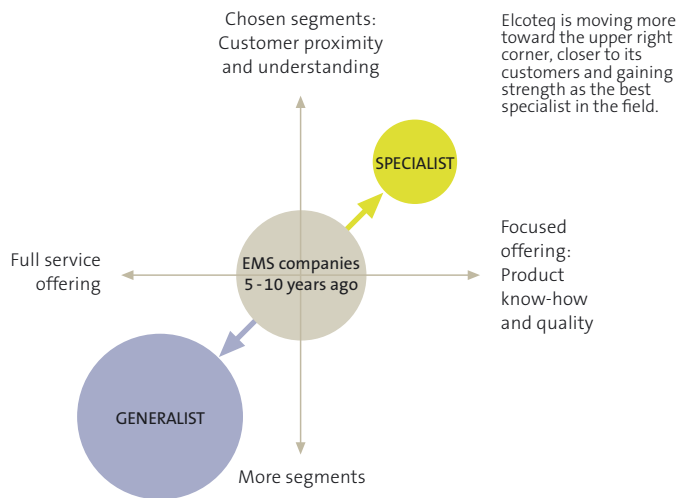 Chosen segments:
Customer proximity
and understanding
Elcoteq is moving more
toward the upper right
corner, closer to its
customers and gaining
strength as the best
specialist in the field.
SPECIALIST
Full service
offering
EMS companies
5 - 10 years ago
Focused
offering:
Product
know-how
and quality
GENERALIST
More segments